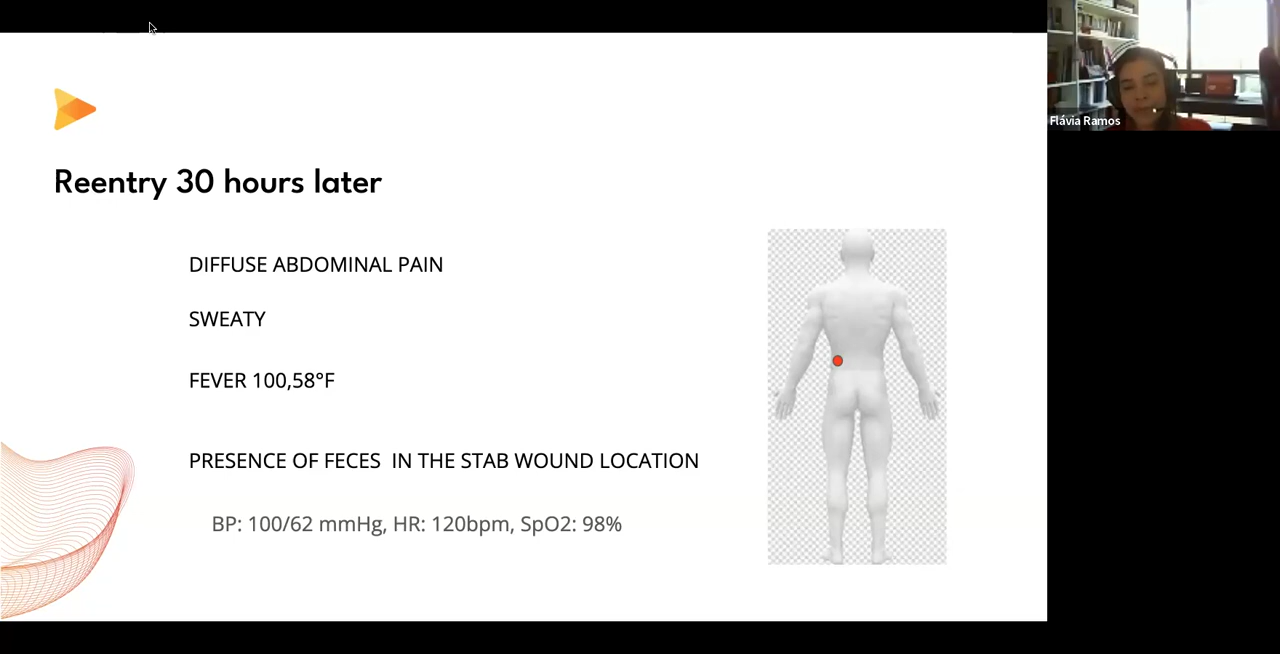 Flávia Ramos
Reentry 30 hours later
DIFFUSE ABDOMINAL PAIN
SWEATY
FEVER 100,58°F
PRESENCE OF FECES  IN THE STAB WOUND LOCATION
BP: 100/62 mmHg, HR: 120bpm, SpO2: 98%